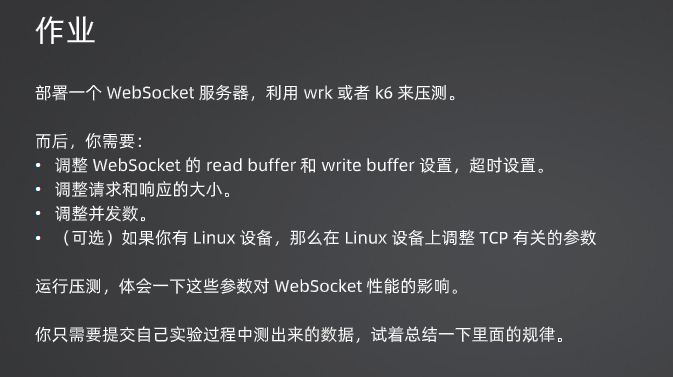 作业
部署一个 WebSocket 服务器，利用 wrk 或者 k6 来压测。
而后，你需要：
• 调整 WebSocket 的 read buffer 和 write buffer 设置，超时设置。
• 调整请求和响应的大小。
• 调整并发数。
• （可选）如果你有 Linux 设备，那么在 Linux 设备上调整 TCP 有关的参数
运行压测，体会一下这些参数对 WebSocket 性能的影响。
你只需要提交自己实验过程中测出来的数据，试着总结一下里面的规律。